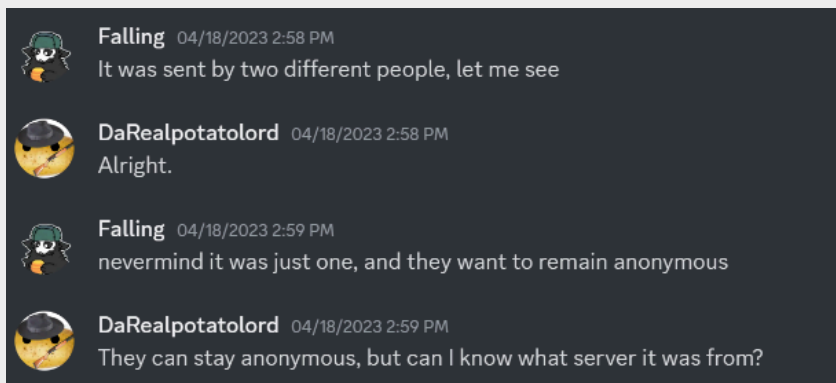 Falling 04/18/2023 2:58 PM
It was sent by two different people, let me see
DaRealpotatolord 04/18/2023 2:58 PM
Alright.
Falling 04/18/2023 2:59 PM
nevermind it was just one, and they want to remain anonymous
DaRealpotatolord 04/18/2023 2:59 PM
They can stay anonymous, but can I know what server it was from?